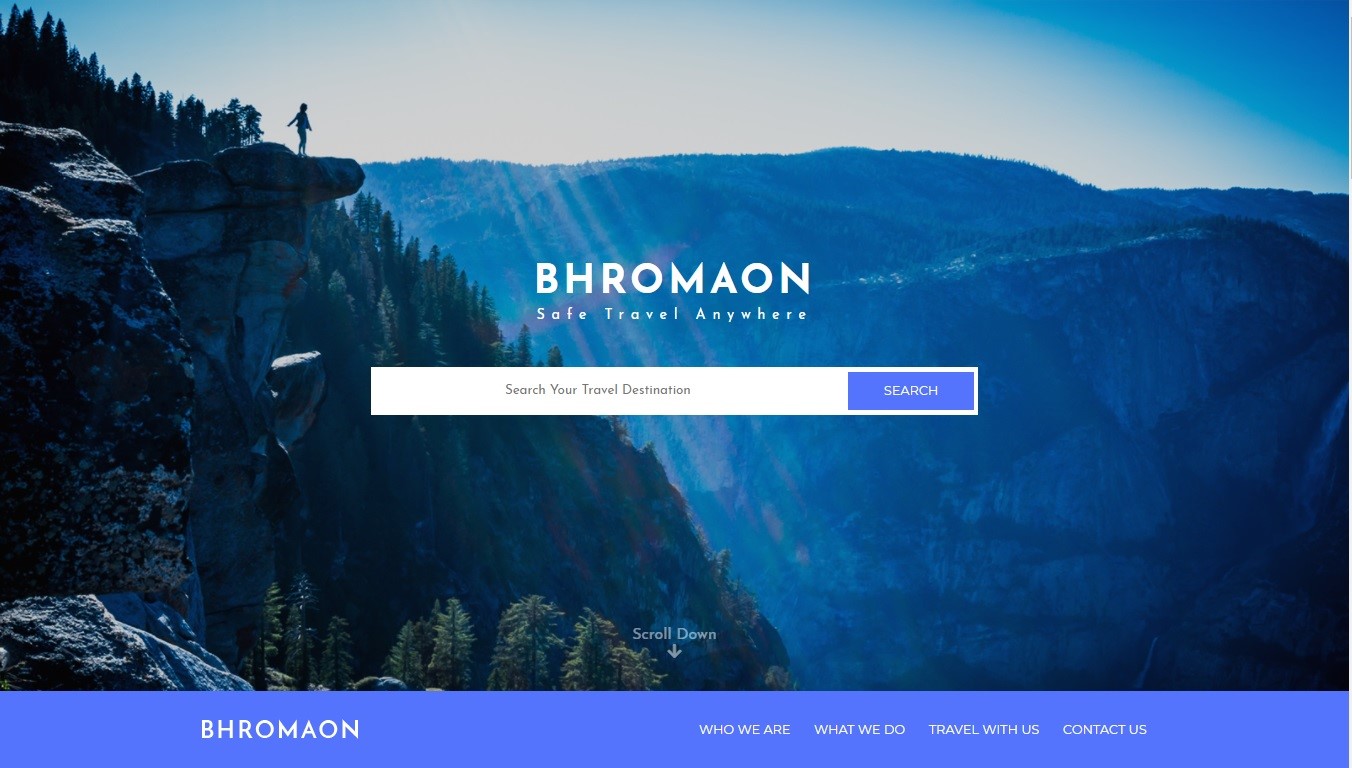 BHROMAON
Safe Travel Anywhere
Search Your Travel Destination
SEARCH
Scroll Down
BHROMAON
WHO WE ARE
WHAT WE DO
TRAVEL WITH US
CONTACT US